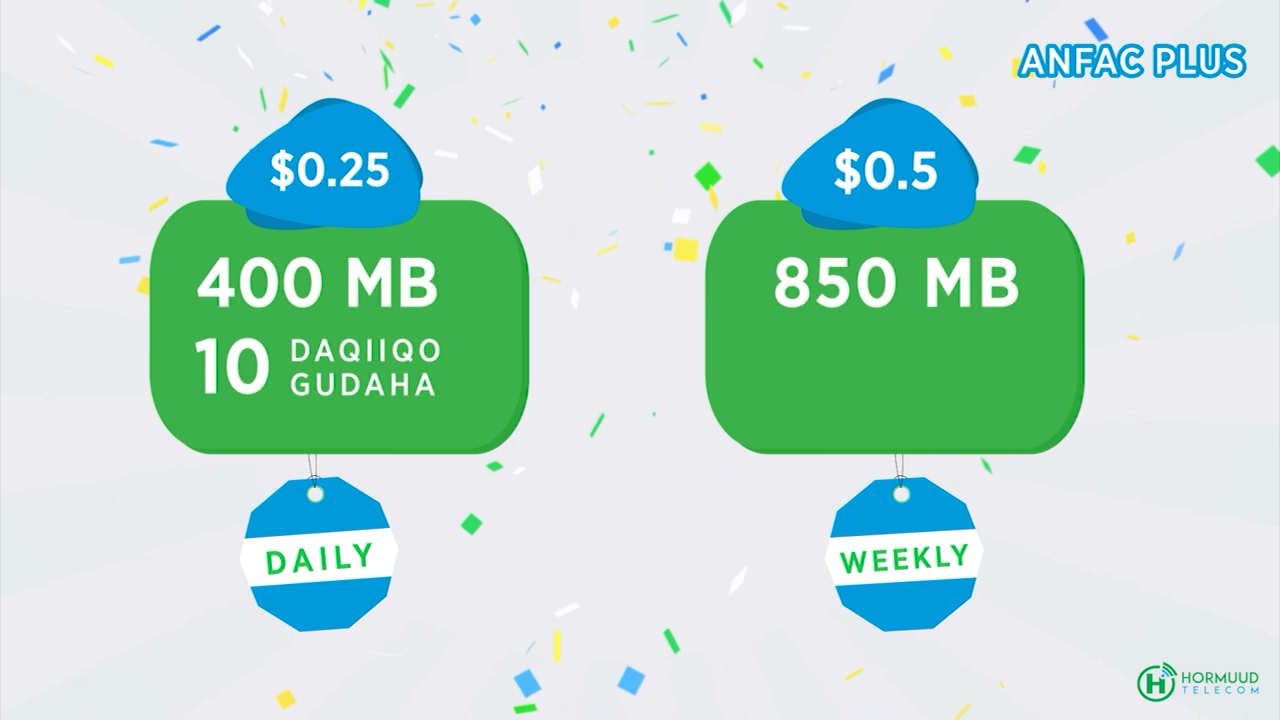 ANFAC PLUS
$0.25
400 MB
10 DAQIIQO
GUDAHA
DAILY
$0.5
850 MB
WEEKLY
HORMUUD
TELECOM